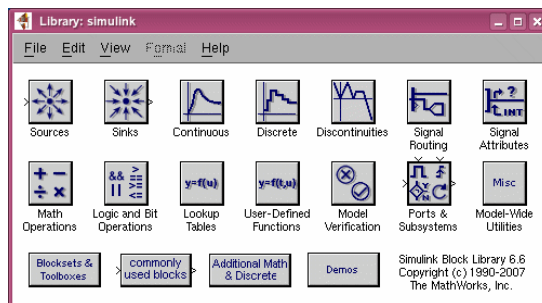 Library: simulink
File Edit View Format Help
Sources Sinks Continuous Discrete Discontinuities Signal Routing Signal Attributes
+ − ÷ × && || >= <= y=f(u) y=f(t,u) Misc
Math Operations Logic and Bit Operations Lookup Tables User-Defined Functions Model Verification Ports & Subsystems Model-Wide Utilities
Blocksets & Toolboxes commonly used blocks Additional Math & Discrete Demos
Simulink Block Library 6.6
Copyright (c) 1990-2007
The MathWorks, Inc.